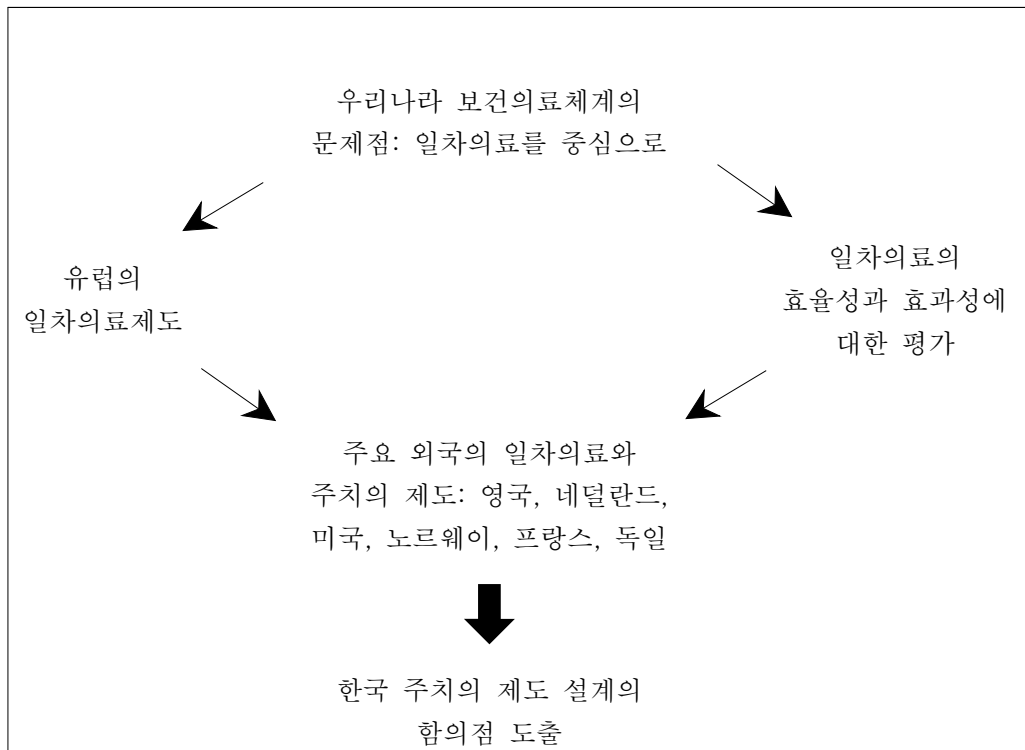 우리나라 보건의료체계의
문제점: 일차의료를 중심으로
유럽의
일차의료제도
일차의료의
효율성과 효과성에
대한 평가
주요 외국의 일차의료와
주치의 제도: 영국, 네덜란드,
미국, 노르웨이, 프랑스, 독일
한국 주치의 제도 설계의
함의점 도출